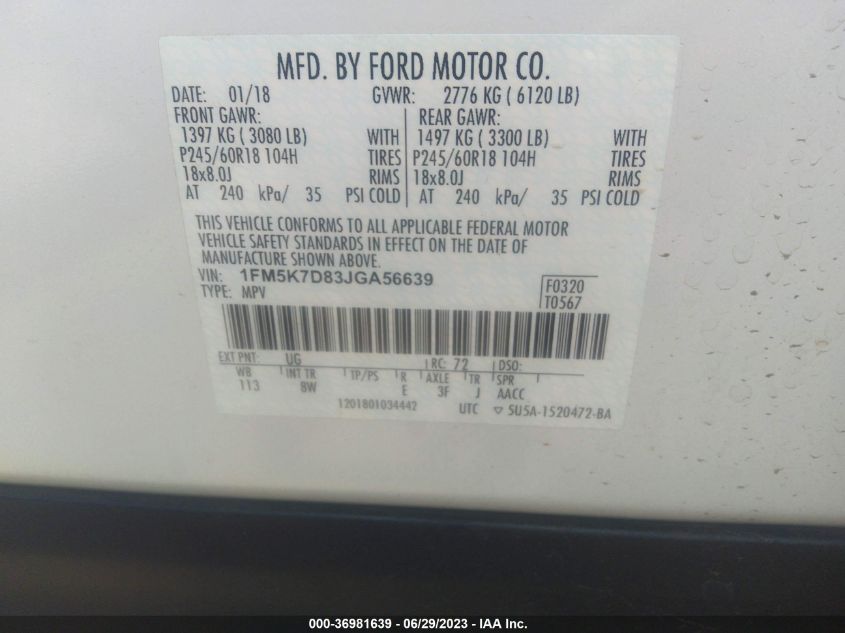 MFD. BY FORD MOTOR CO.
DATE: 01/18 GVWR: 2776 KG ( 6120 LB)
FRONT GAWR: REAR GAWR:
1397 KG ( 3080 LB) WITH 1497 KG ( 3300 LB) WITH
P245/60R18 104H TIRES P245/60R18 104H TIRES
18x8.0J RIMS 18x8.0J RIMS
AT 240 kPa/ 35 PSI COLD AT 240 kPa/ 35 PSI COLD
THIS VEHICLE CONFORMS TO ALL APPLICABLE FEDERAL MOTOR
VEHICLE SAFETY STANDARDS IN EFFECT ON THE DATE OF
MANUFACTURE SHOWN ABOVE.
VIN: 1FM5K7D83JGA56639 F0320
TYPE: MPV T0567
EXT PNT: UG RC: 72 DSO:
WB INT TR TP/PS R AXLE TR SPR
113 8W E 3F J AACC
1201801034442 UTC ▽ SU5A-1520472-BA
000-36981639 - 06/29/2023 - IAA Inc.